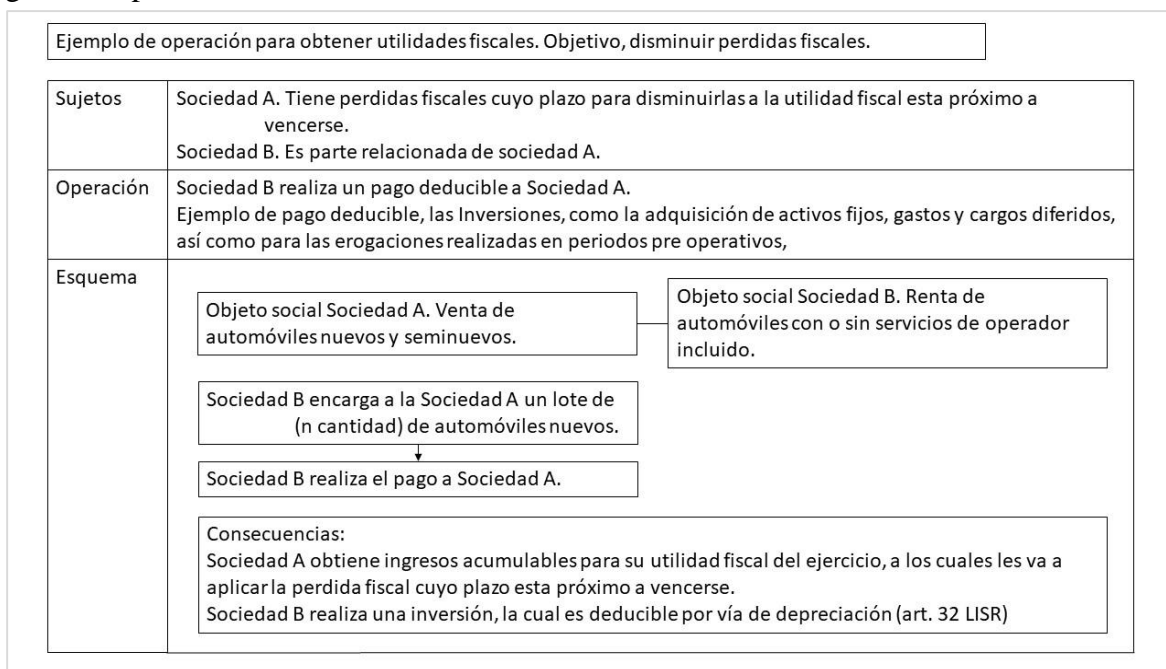 Ejemplo de operación para obtener utilidades fiscales. Objetivo, disminuir perdidas fiscales.
Sujetos
Sociedad A. Tiene perdidas fiscales cuyo plazo para disminuirlas a la utilidad fiscal esta próximo a
vencerse.
Sociedad B. Es parte relacionada de sociedad A.
Operación
Sociedad B realiza un pago deducible a Sociedad A.
Ejemplo de pago deducible, las Inversiones, como la adquisición de activos fijos, gastos y cargos diferidos,
así como para las erogaciones realizadas en periodos pre operativos,
Esquema
Objeto social Sociedad A. Venta de
automóviles nuevos y seminuevos.
Objeto social Sociedad B. Renta de
automóviles con o sin servicios de operador
incluido.
Sociedad B encarga a la Sociedad A un lote de
(n cantidad) de automóviles nuevos.
Sociedad B realiza el pago a Sociedad A.
Consecuencias:
Sociedad A obtiene ingresos acumulables para su utilidad fiscal del ejercicio, a los cuales les va a
aplicar la perdida fiscal cuyo plazo esta próximo a vencerse.
Sociedad B realiza una inversión, la cual es deducible por vía de depreciación (art. 32 LISR)